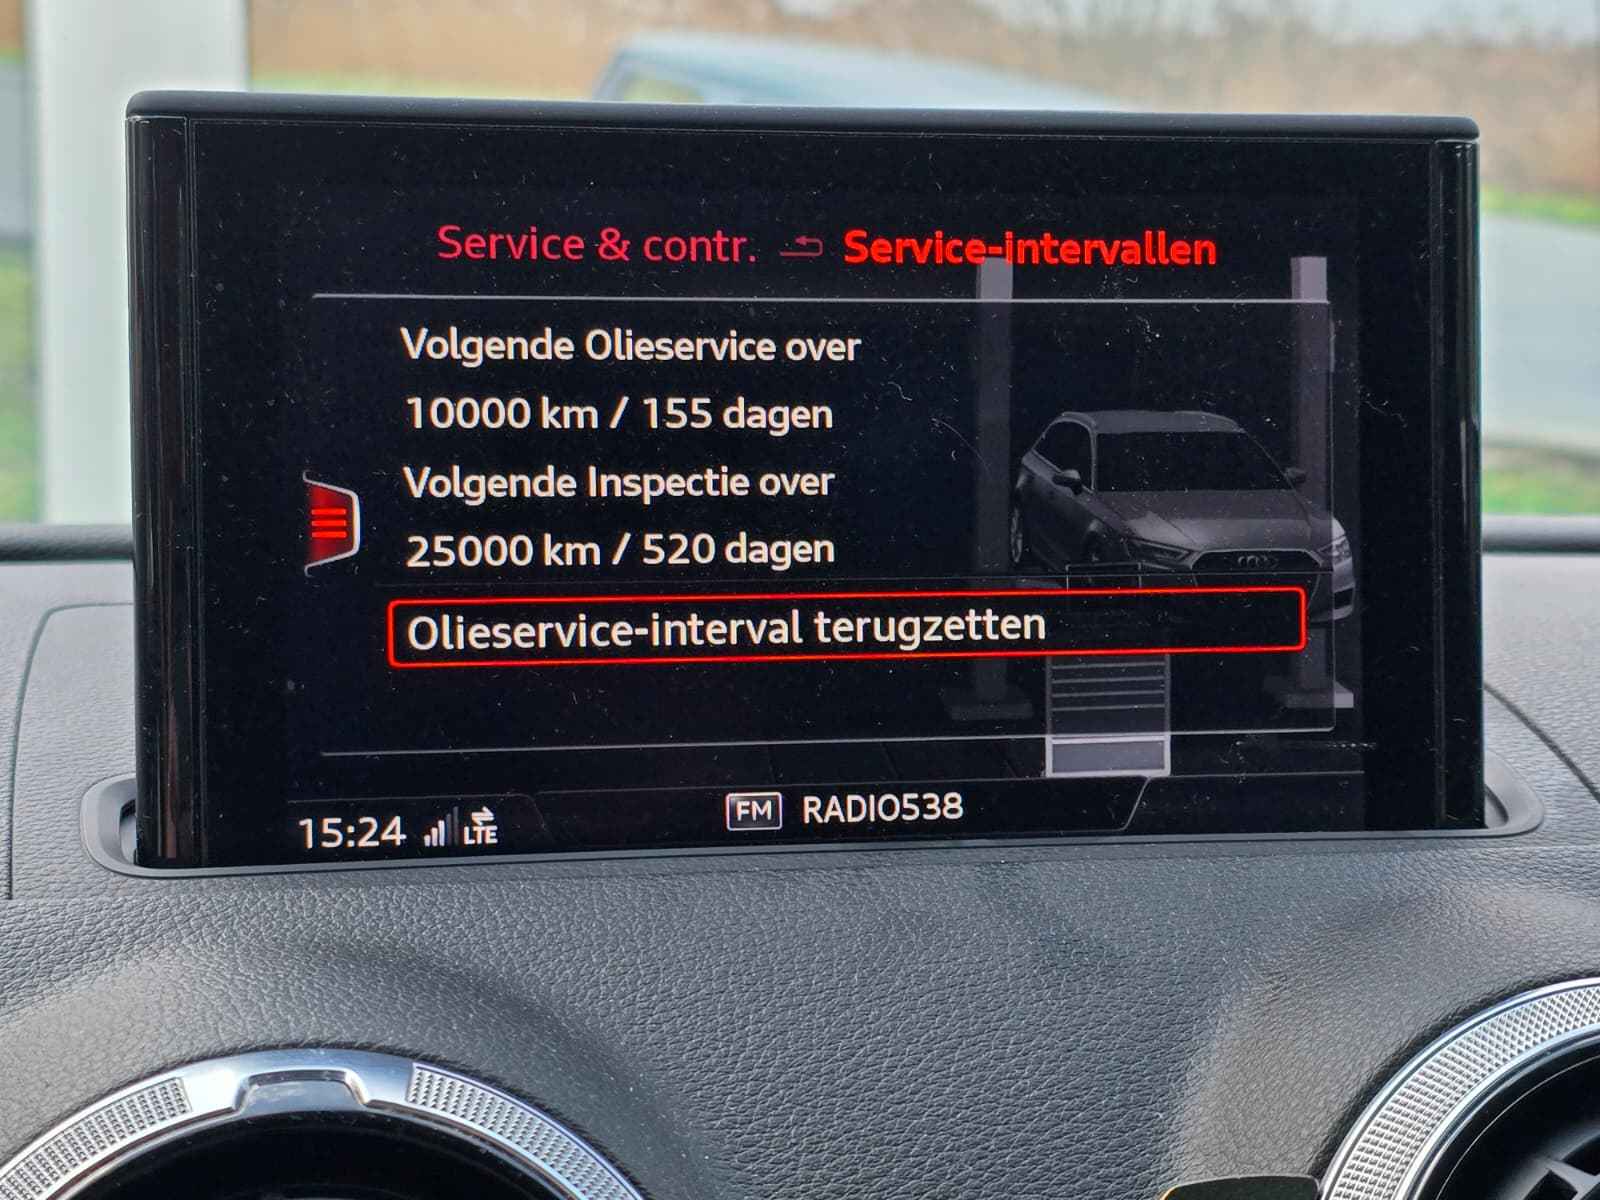 Service & contr. Service-intervallen
Volgende Olieservice over
10000 km / 155 dagen
Volgende Inspectie over
25000 km / 520 dagen
Olieservice-interval terugzetten
15:24 LTE FM RADIO538